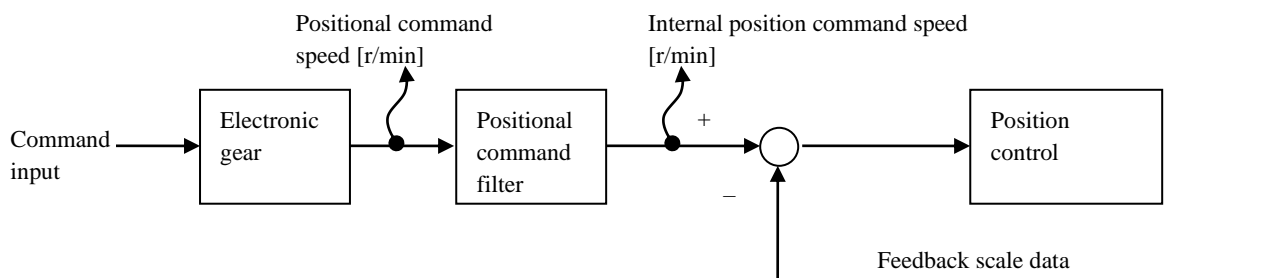 Positional command
speed [r/min]
Internal position command speed
[r/min]
Command
input
Electronic
gear
Positional
command
filter
+
–
Position
control
Feedback scale data